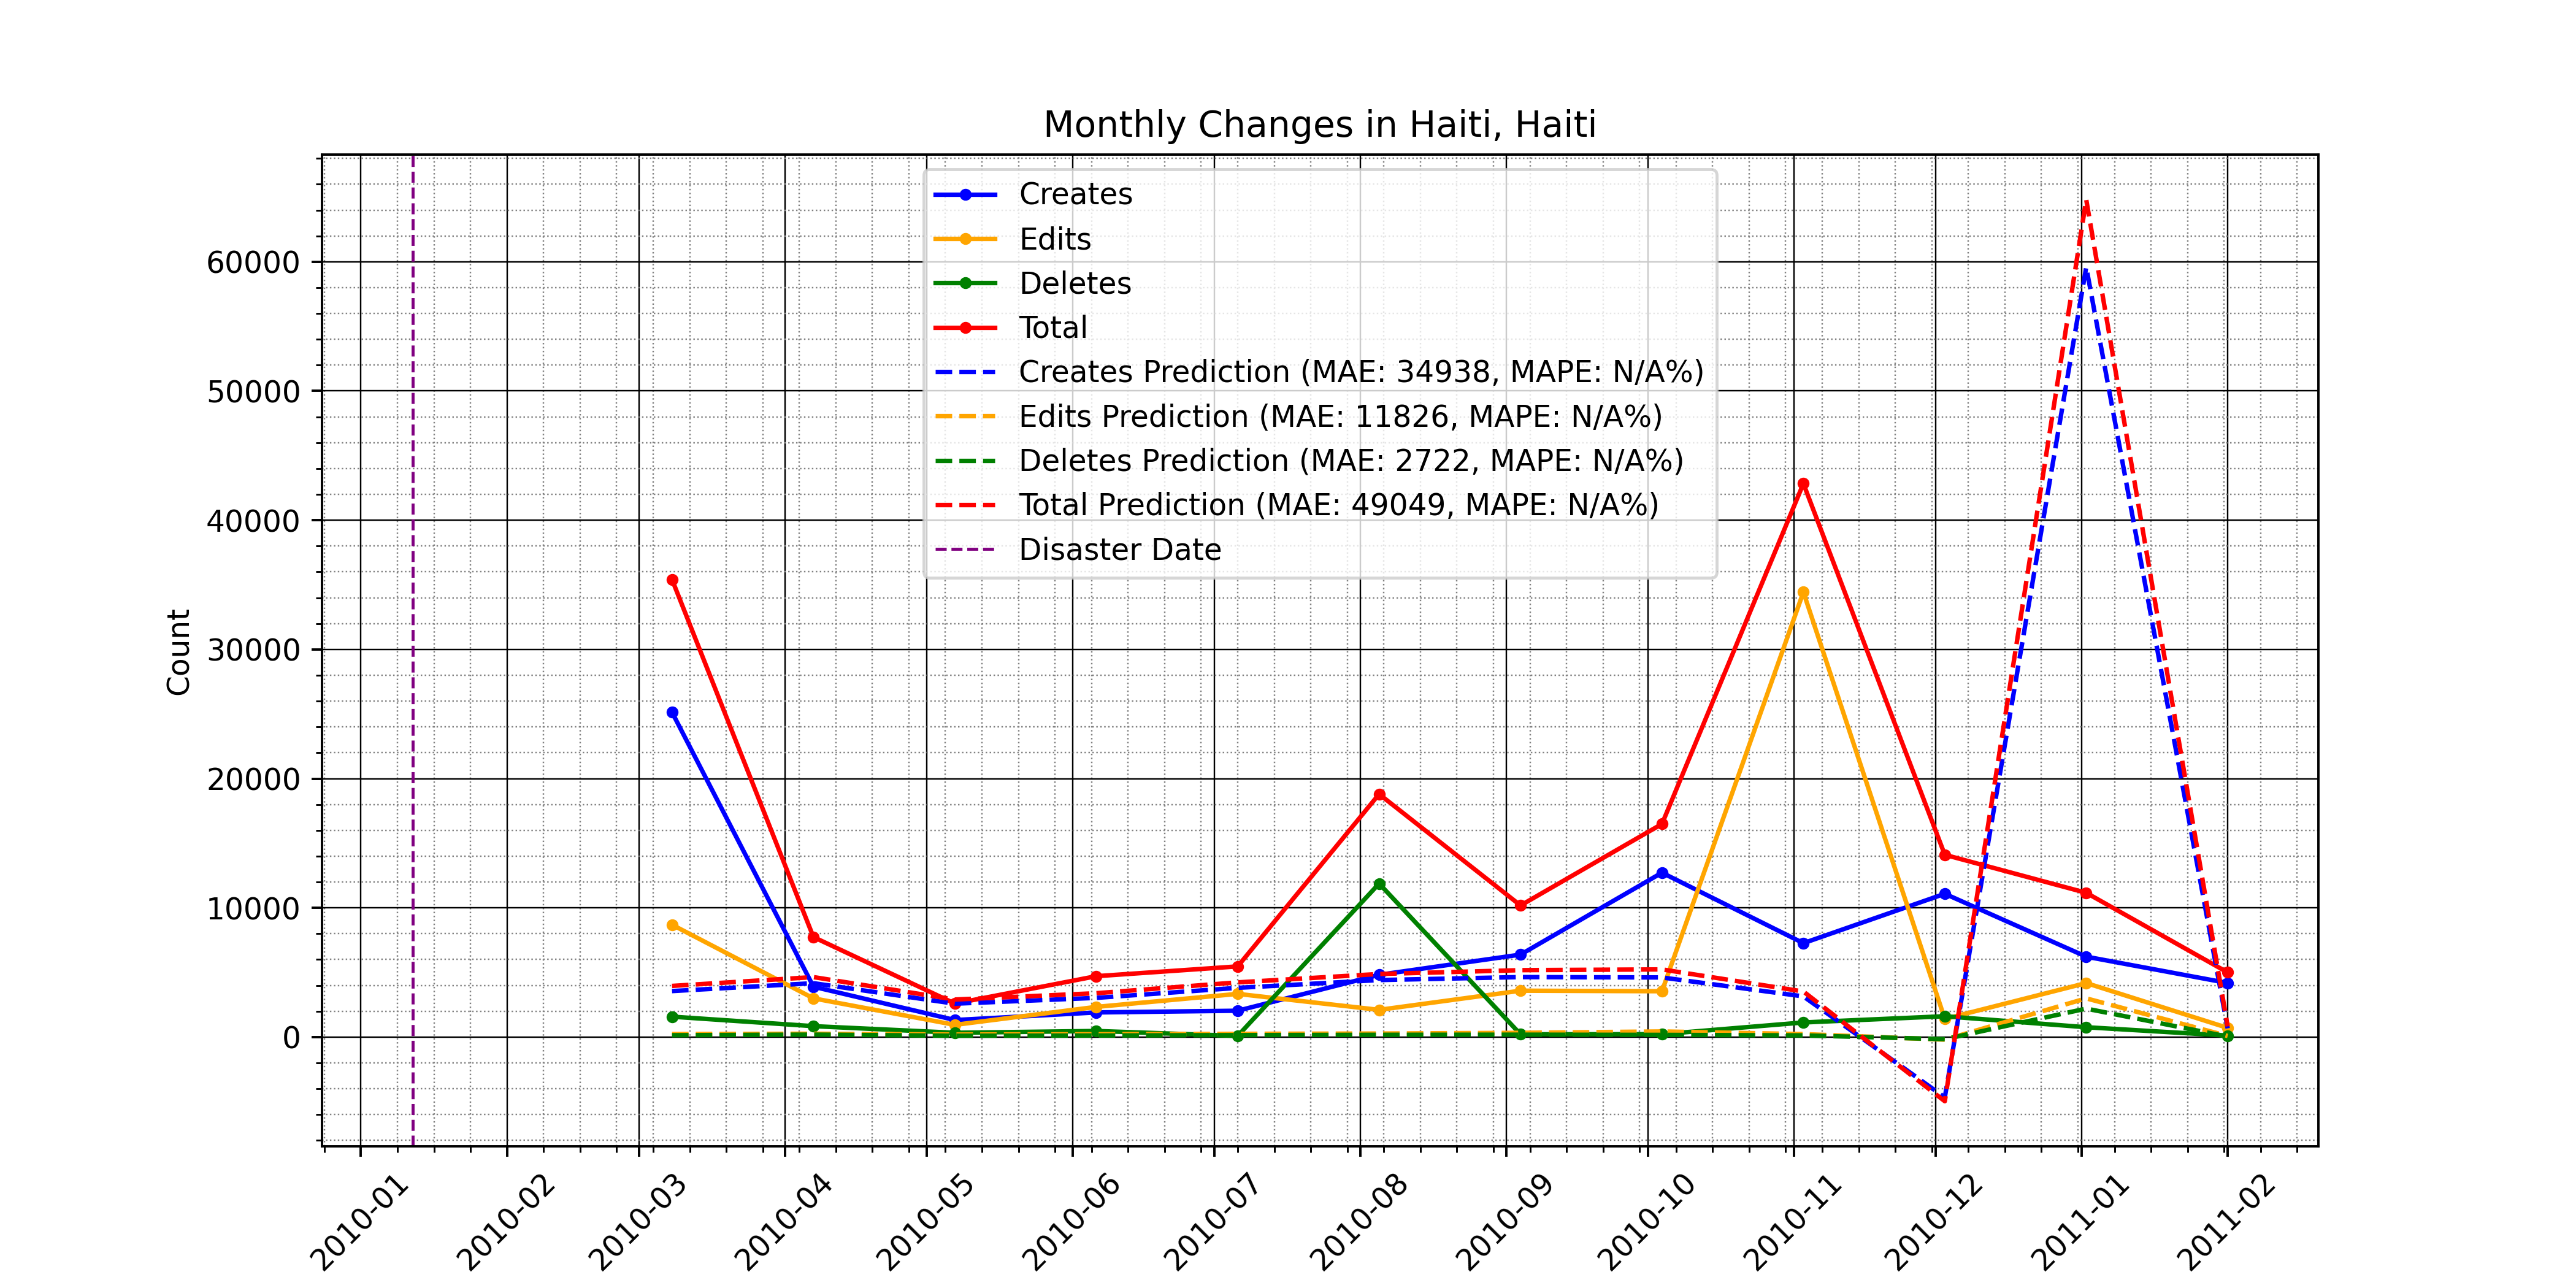 Monthly Changes in Haiti, Haiti
Creates
Edits
Deletes
Total
Creates Prediction (MAE: 34938, MAPE: N/A%)
Edits Prediction (MAE: 11826, MAPE: N/A%)
Deletes Prediction (MAE: 2722, MAPE: N/A%)
Total Prediction (MAE: 49049, MAPE: N/A%)
Disaster Date
Count
60000
50000
40000
30000
20000
10000
0
2010-01
2010-02
2010-03
2010-04
2010-05
2010-06
2010-07
2010-08
2010-09
2010-10
2010-11
2010-12
2011-01
2011-02